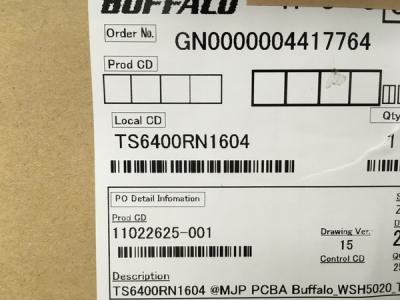 BUFFALO
Order No. GN0000004417764
Prod CD
Local CD
Qty
TS6400RN1604 1
PO Detail Infomation
Prod CD
11022625-001
Drawing Ver.
15
Control CD
Description
TS6400RN1604 @MJP PCBA Buffalo_WSH5020_